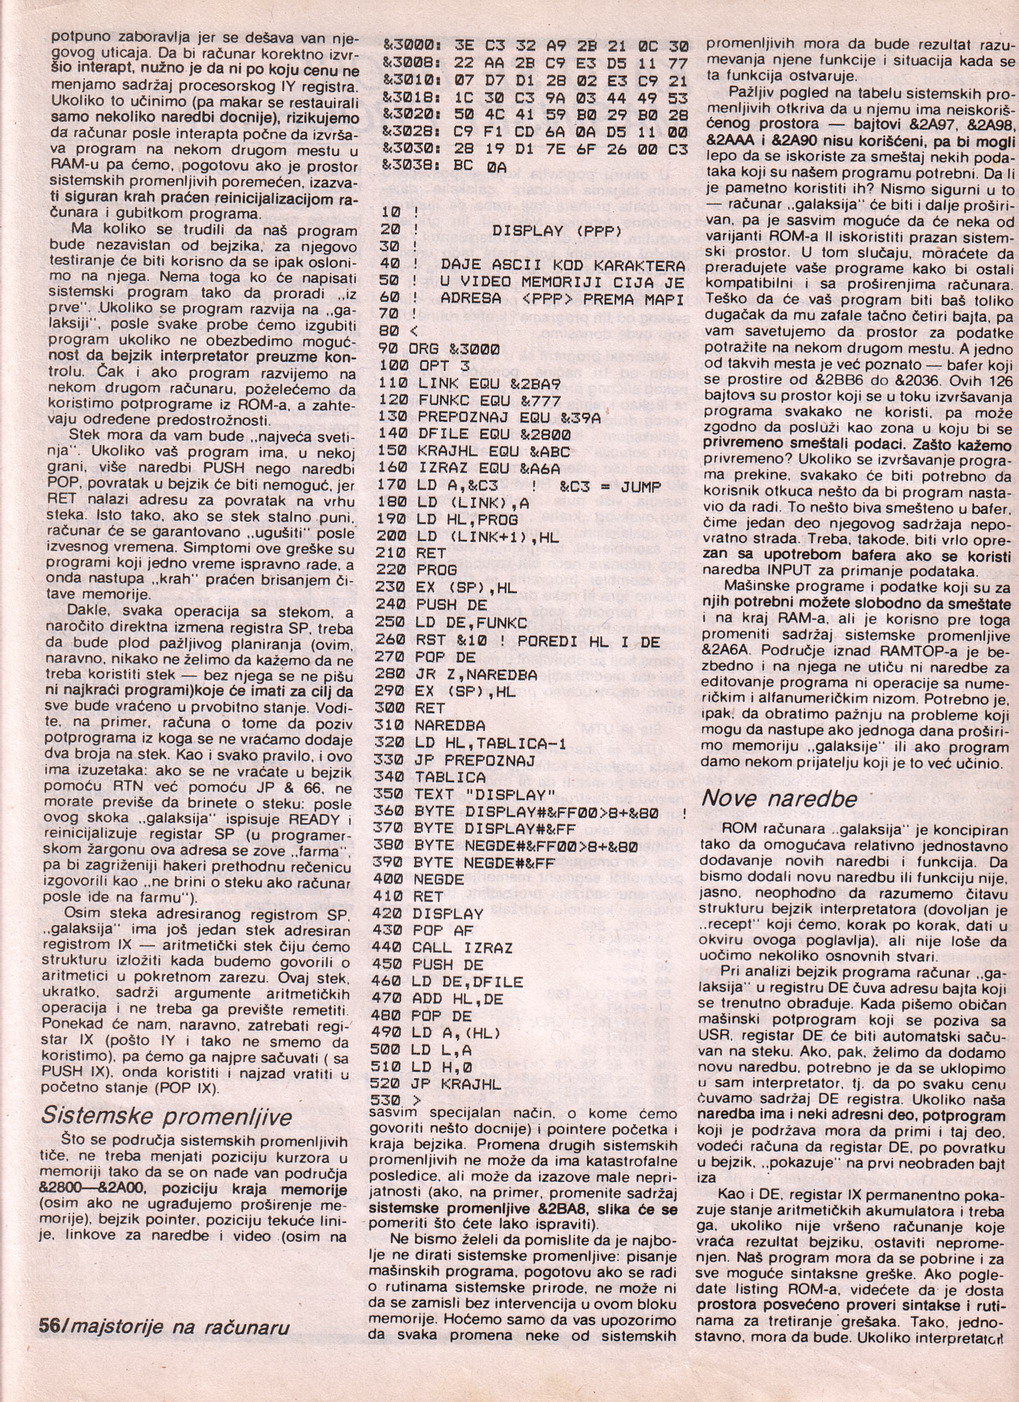 potpuno zaboravlja jer se dešava van nje-
govog uticaja. Da bi računar korektno izvr-
šio interapt, nužno je da ni po koju cenu ne
menjamo sadržaj procesorskog IY registra.
Ukoliko to učinimo (pa makar se restauirali
samo nekoliko naredbi docnije), rizikujemo
da računar posle interapta počne da izvrša-
va program na nekom drugom mestu u
RAM-u pa ćemo, pogotovu ako je prostor
sistemskih promenljivih poremećen, izazva-
ti siguran krah praćen reinicijalizacijom ra-
čunara i gubitkom programa.
Ma koliko se trudili da naš program
bude nezavistan od bejzika, za njegovo
testiranje će biti korisno da se ipak osloni-
mo na njega. Nema toga ko će napisati
sistemski program tako da proradi „iz
prve". Ukoliko se program razvija na „ga-
laksiji", posle svake probe ćemo izgubiti
program ukoliko ne obezbedimo moguć-
nost da bejzik interpretator preuzme kon-
trolu. Čak i ako program razvijemo na
nekom drugom računaru, poželećemo da
koristimo potprograme iz ROM-a, a zahte-
vaju određene predostrožnosti.
Stek mora da vam bude „najveća sveti-
nja". Ukoliko vaš program ima, u nekoj
grani, više naredbi PUSH nego naredbi
POP, povratak u bejzik će biti nemoguć, jer
RET nalazi adresu za povratak na vrhu
steka. Isto tako, ako se stek stalno puni,
računar će se garantovano „ugušiti" posle
izvesnog vremena. Simptomi ove greške su
programi koji jedno vreme ispravno rade, a
onda nastupa „krah" praćen brisanjem či-
tave memorije.
Dakle, svaka operacija sa stekom, a
naročito direktna izmena registra SP, treba
da bude plod pažljivog planiranja (ovim,
naravno, nikako ne želimo da kažemo da ne
treba koristiti stek — bez njega se ne pišu
ni najkraći programi)koje će imati za cilj da
sve bude vraćeno u prvobitno stanje. Vodi-
te, na primer, računa o tome da poziv
potprograma iz koga se ne vraćamo dodaje
dva broja na stek. Kao i svako pravilo, i ovo
ima izuzetaka: ako se ne vraćate u bejzik
pomoću RTN već pomoću JP & 66, ne
morate previše da brinete o steku: posle
ovog skoka „galaksija" ispisuje READY i
reinicijalizuje registar SP (u programer-
skom žargonu ova adresa se zove „farma",
pa bi zagriženiji hakeri prethodnu rečenicu
izgovorili kao „ne brini o steku ako računar
posle ide na farmu").
Osim steka adresiranog registrom SP,
„galaksija" ima još jedan stek adresiran
registrom IX — aritmetički stek čiju ćemo
strukturu izložiti kada budemo govorili o
aritmetici u pokretnom zarezu. Ovaj stek,
ukratko, sadrži argumente aritmetičkih
operacija i ne treba ga prevište remetiti.
Ponekad će nam, naravno, zatrebati regi-
star IX (pošto IY i tako ne smemo da
koristimo), pa ćemo ga najpre sačuvati ( sa
PUSH IX), onda koristiti i najzad vratiti u
početno stanje (POP IX).
Sistemske promenljive
Što se područja sistemskih promenljivih
tiče, ne treba menjati poziciju kurzora u
memoriji tako da se on nađe van područja
&2800—&2A00, poziciju kraja memorije
(osim ako ne ugrađujemo proširenje me-
morije), bejzik pointer, poziciju tekuće lini-
je, linkove za naredbe i video (osim na
56/majstorije na računaru
&3000: 3E C3 32 A9 2B 21 0C 30
&3008: 22 AA 2B C9 E3 D5 11 77
&3010: 07 D7 D1 28 02 E3 C9 21
&3018: 1C 30 C3 9A 03 44 49 53
&3020: 50 4C 41 59 B0 29 B0 28
&3028: C9 F1 CD 6A 0A D5 11 00
&3030: 28 19 D1 7E 6F 26 00 C3
&3038: BC 0A
10 !
20 ! DISPLAY (PPP)
30 !
40 ! DAJE ASCII KOD KARAKTERA
50 ! U VIDEO MEMORIJI CIJA JE
60 ! ADRESA <PPP> PREMA MAPI
70 !
80 <
90 ORG &3000
100 OPT 3
110 LINK EQU &2BA9
120 FUNKC EQU &777
130 PREPOZNAJ EQU &39A
140 DFILE EQU &2800
150 KRAJHL EQU &ABC
160 IZRAZ EQU &A6A
170 LD A,&C3 ! &C3 = JUMP
180 LD (LINK),A
190 LD HL,PROG
200 LD (LINK+1),HL
210 RET
220 PROG
230 EX (SP),HL
240 PUSH DE
250 LD DE,FUNKC
260 RST &10 ! POREDI HL I DE
270 POP DE
280 JR Z,NAREDBA
290 EX (SP),HL
300 RET
310 NAREDBA
320 LD HL,TABLICA-1
330 JP PREPOZNAJ
340 TABLICA
350 TEXT "DISPLAY"
360 BYTE DISPLAY#&FF00>8+&80 !
370 BYTE DISPLAY#&FF
380 BYTE NEGDE#&FF00>8+&80
390 BYTE NEGDE#&FF
400 NEGDE
410 RET
420 DISPLAY
430 POP AF
440 CALL IZRAZ
450 PUSH DE
460 LD DE,DFILE
470 ADD HL,DE
480 POP DE
490 LD A,(HL)
500 LD L,A
510 LD H,0
520 JP KRAJHL
530 >
sasvim specijalan način, o kome ćemo
govoriti nešto docnije) i pointere početka i
kraja bejzika. Promena drugih sistemskih
promenljivih ne može da ima katastrofalne
posledice, ali može da izazove male nepri-
jatnosti (ako, na primer, promenite sadržaj
sistemske promenljive &2BA8, slika će se
pomeriti što ćete lako ispraviti).
Ne bismo želeli da pomislite da je najbo-
lje ne dirati sistemske promenljive: pisanje
mašinskih programa, pogotovu ako se radi
o rutinama sistemske prirode, ne može ni
da se zamisli bez intervencija u ovom bloku
memorije. Hoćemo samo da vas upozorimo
da svaka promena neke od sistemskih
promenljivih mora da bude rezultat razu-
mevanja njene funkcije i situacija kada se
ta funkcija ostvaruje.
Pažljiv pogled na tabelu sistemskih pro-
menljivih otkriva da u njemu ima neiskoriš-
ćenog prostora — bajtovi &2A97, &2A98,
&2AAA i &2A90 nisu korišćeni, pa bi mogli
lepo da se iskoriste za smeštaj nekih poda-
taka koji su našem programu potrebni. Da li
je pametno koristiti ih? Nismo sigurni u to
— računar „galaksija" će biti i dalje proširi-
van, pa je sasvim moguće da će neka od
varijanti ROM-a II iskoristiti prazan sistem-
ski prostor. U tom slučaju, moraćete da
preradujete vaše programe kako bi ostali
kompatibilni i sa proširenjima računara.
Teško da će vaš program biti baš toliko
dugačak da mu zafale tačno četiri bajta, pa
vam savetujemo da prostor za podatke
potražite na nekom drugom mestu. A jedno
od takvih mesta je već poznato — bafer koji
se prostire od &2BB6 do &2036. Ovih 126
bajtova su prostor koji se u toku izvršavanja
programa svakako ne koristi, pa može
zgodno da posluži kao zona u koju bi se
privremeno smeštali podaci. Zašto kažemo
privremeno? Ukoliko se izvršavanje progra-
ma prekine, svakako će biti potrebno da
korisnik otkuca nešto da bi program nasta-
vio da radi. To nešto biva smešteno u bafer,
čime jedan deo njegovog sadržaja nepo-
vratno strada. Treba, takođe, biti vrlo opre-
zan sa upotrebom bafera ako se koristi
naredba INPUT za primanje podataka.
Mašinske programe i podatke koji su za
njih potrebni možete slobodno da smeštate
i na kraj RAM-a, ali je korisno pre toga
promeniti sadržaj sistemske promenljive
&2A6A. Područje iznad RAMTOP-a je be-
zbedno i na njega ne utiču ni naredbe za
editovanje programa ni operacije sa nume-
ričkim i alfanumeričkim nizom. Potrebno je,
ipak, da obratimo pažnju na probleme koji
mogu da nastupe ako jednoga dana proširi-
mo memoriju „galaksije" ili ako program
damo nekom prijatelju koji je to već učinio.
Nove naredbe
ROM računara „galaksija" je koncipiran
tako da omogućava relativno jednostavno
dodavanje novih naredbi i funkcija. Da
bismo dodali novu naredbu ili funkciju nije,
jasno, neophodno da razumemo čitavu
strukturu bejzik interpretatora (dovoljan je
„recept" koji ćemo, korak po korak, dati u
okviru ovoga poglavlja), ali nije loše da
uočimo nekoliko osnovnih stvari.
Pri analizi bejzik programa računar „ga-
laksija" u registru DE čuva adresu bajta koji
se trenutno obrađuje. Kada pišemo običan
mašinski potprogram koji se poziva sa
USR, registar DE će biti automatski saču-
van na steku. Ako, pak, želimo da dodamo
novu naredbu, potrebno je da se uklopimo
u sam interpretator, tj. da po svaku cenu
čuvamo sadržaj DE registra. Ukoliko naša
naredba ima i neki adresni deo, potprogram
koji je podržava mora da primi i taj deo,
vodeći računa da registar DE, po povratku
u bejzik, „pokazuje" na prvi neobrađen bajt
iza
Kao i DE, registar IX permanentno poka-
zuje stanje aritmetičkih akumulatora i treba
ga, ukoliko nije vršeno računanje koje
vraća rezultat bejziku, ostaviti neprome-
njen. Naš program mora da se pobrine i za
sve moguće sintaksne greške. Ako pogle-
date listing ROM-a, videćete da je dosta
prostora posvećeno proveri sintakse i ruti-
nama za tretiranje grešaka. Tako, jedno-
stavno, mora da bude. Ukoliko interpretator